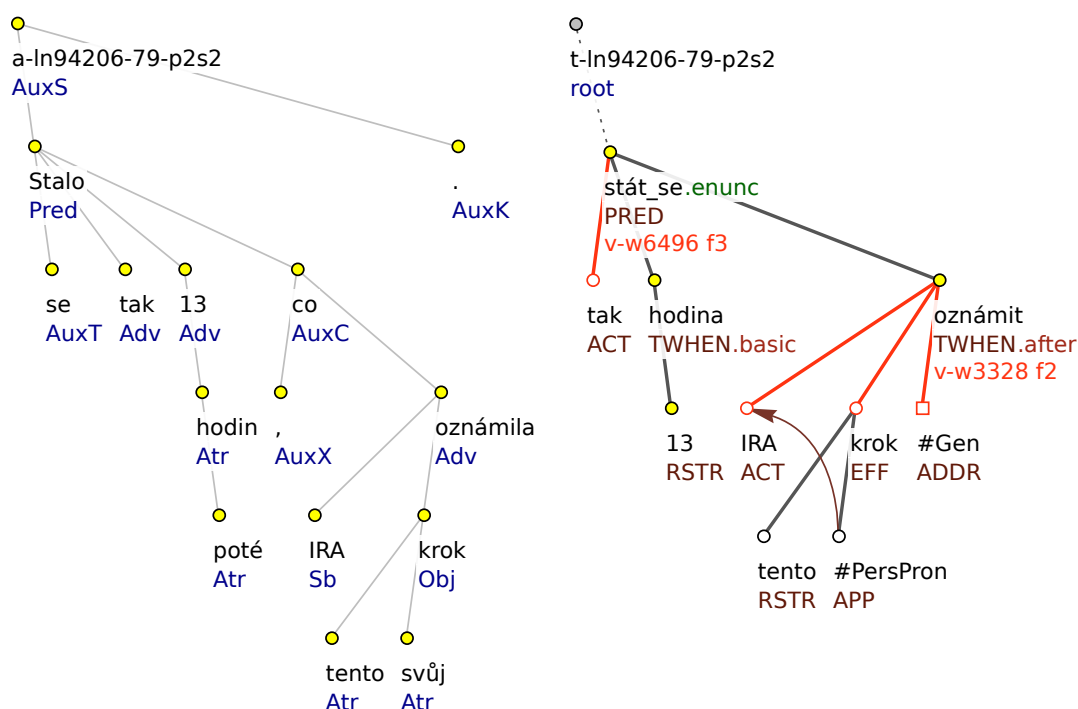 a-ln94206-79-p2s2
AuxS
Stalo
Pred
.
AuxK
se
AuxT
tak
Adv
13
Adv
co
AuxC
hodin
Atr
,
AuxX
oznámila
Adv
poté
Atr
IRA
Sb
krok
Obj
tento
Atr
svůj
Atr
t-ln94206-79-p2s2
root
stát_se.enunc
PRED
v-w6496 f3
tak
ACT
hodina
TWHEN.basic
oznámit
TWHEN.after
v-w3328 f2
13
RSTR
IRA
ACT
krok
EFF
#Gen
ADDR
tento
RSTR
#PersPron
APP